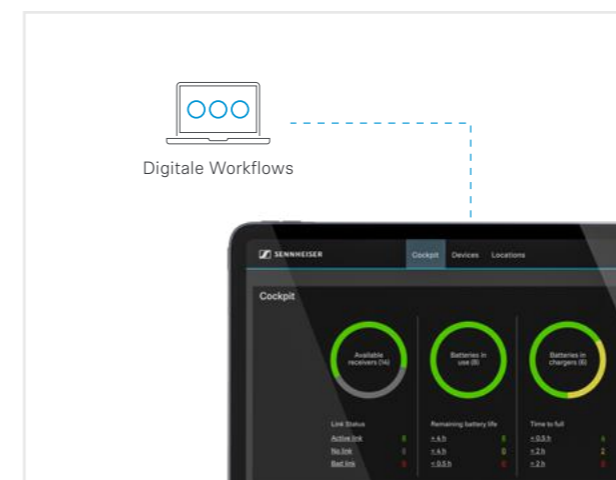 Digitale Workflows
SENNHEISER
Cockpit Devices Locations
Cockpit
Available
receivers (14)
Batteries in
use (8)
Batteries in
chargers (6)
Link Status
Remaining battery life
Time to full
Active link
No link
Bad link
< 4 h
< 0.5 h
< 0.5 h
< 2 h